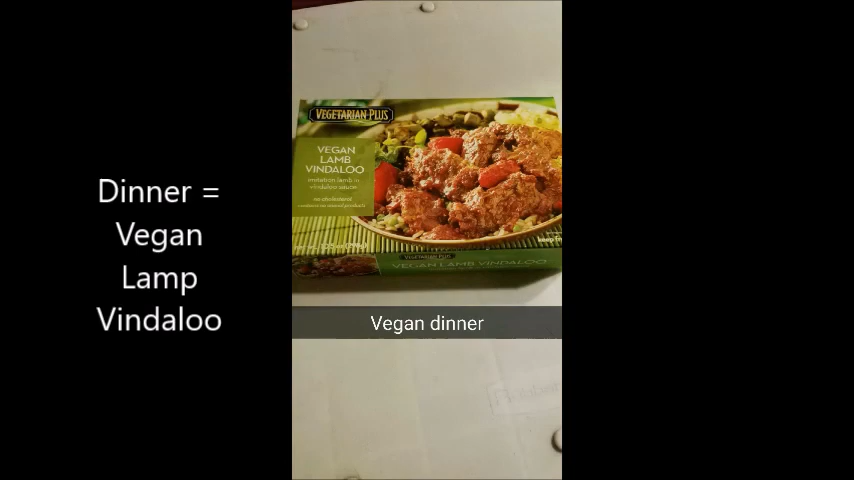 Dinner =
Vegan
Lamp
Vindaloo
VEGETARIAN PLUS
VEGAN
LAMB
VINDALOO
imitation lamb in
vindaloo sauce
no cholesterol
VEGETARIAN PLUS
VEGAN LAMB VINDALOO
Vegan dinner